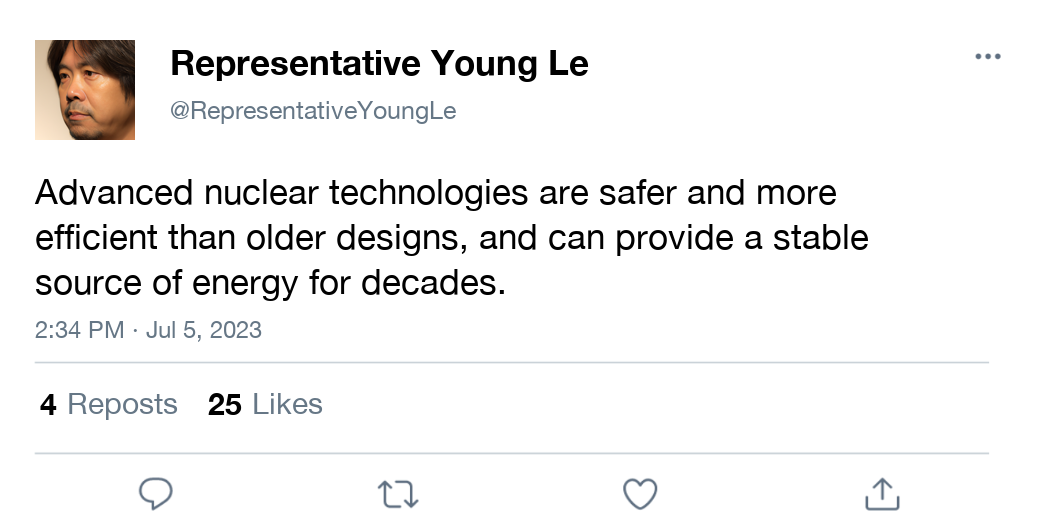 Representative Young Le
@RepresentativeYoungLe
Advanced nuclear technologies are safer and more
efficient than older designs, and can provide a stable
source of energy for decades.
2:34 PM · Jul 5, 2023
4 Reposts 25 Likes